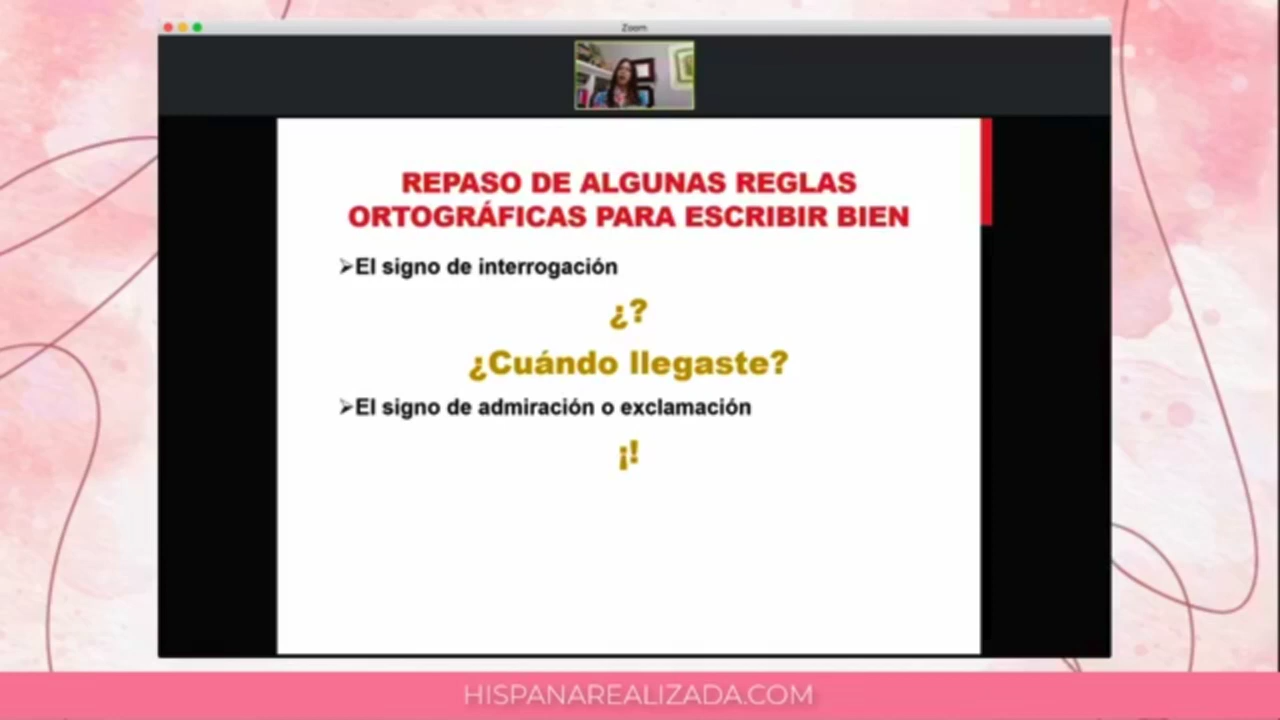 Zoom
REPASO DE ALGUNAS REGLAS
ORTOGRÁFICAS PARA ESCRIBIR BIEN
➢El signo de interrogación
¿?
¿Cuándo llegaste?
➢El signo de admiración o exclamación
¡!
HISPANAREALIZADA.COM